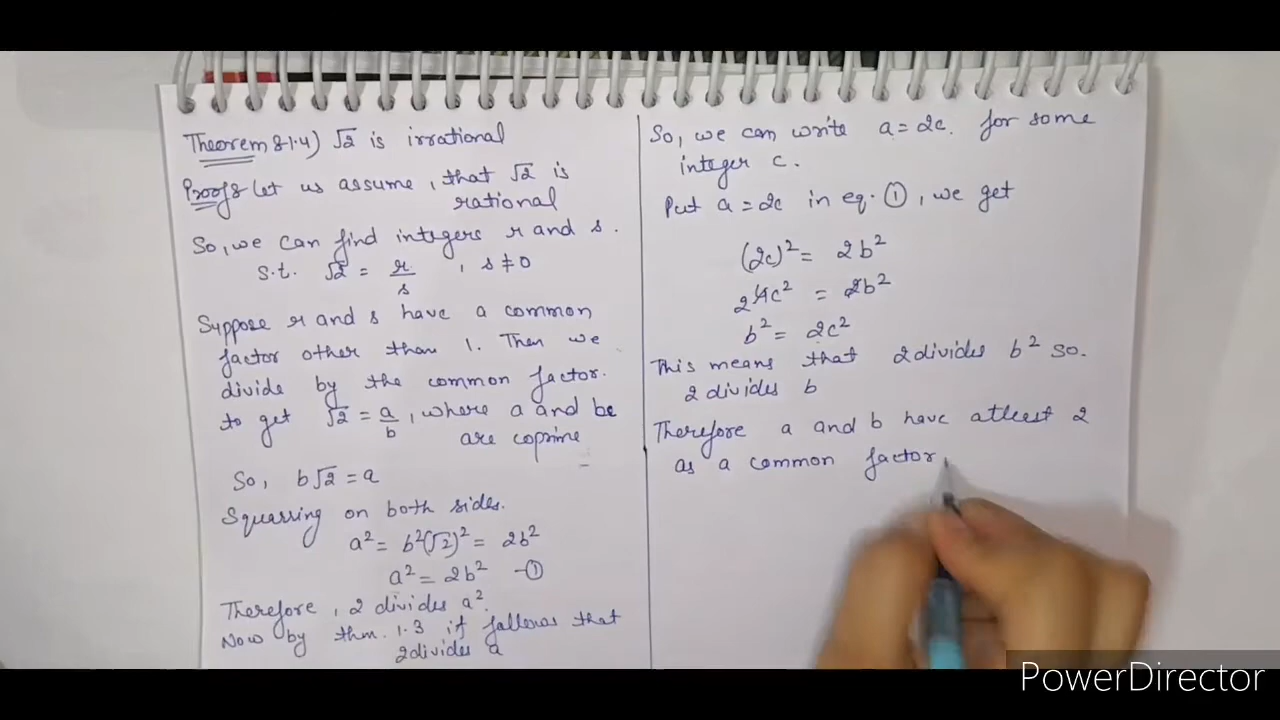 Theorem 1.4) √2 is irrational
Proof: Let us assume, that √2 is
rational
So, we can find integers r and s.
s.t. √2 = r/s , s ≠ 0
Suppose r and s have a common
factor other than 1. Then we
divide by the common factor.
to get √2 = a/b, where a and be
are coprime
So, b√2 = a
Squarring on both sides.
a² = b²(√2)² = 2b²
a² = 2b² -①
Therefore, 2 divides a².
Now by thm. 1.3 it fallows that
2 divides a
So, we can write a = 2c. for some
integer c.
Put a = 2c in eq. ①, we get
(2c)² = 2b²
2 4c² = 2b²
b² = 2c²
This means that 2 divides b² so.
2 divides b
Therefore a and b have atleest 2
as a common factor
PowerDirector